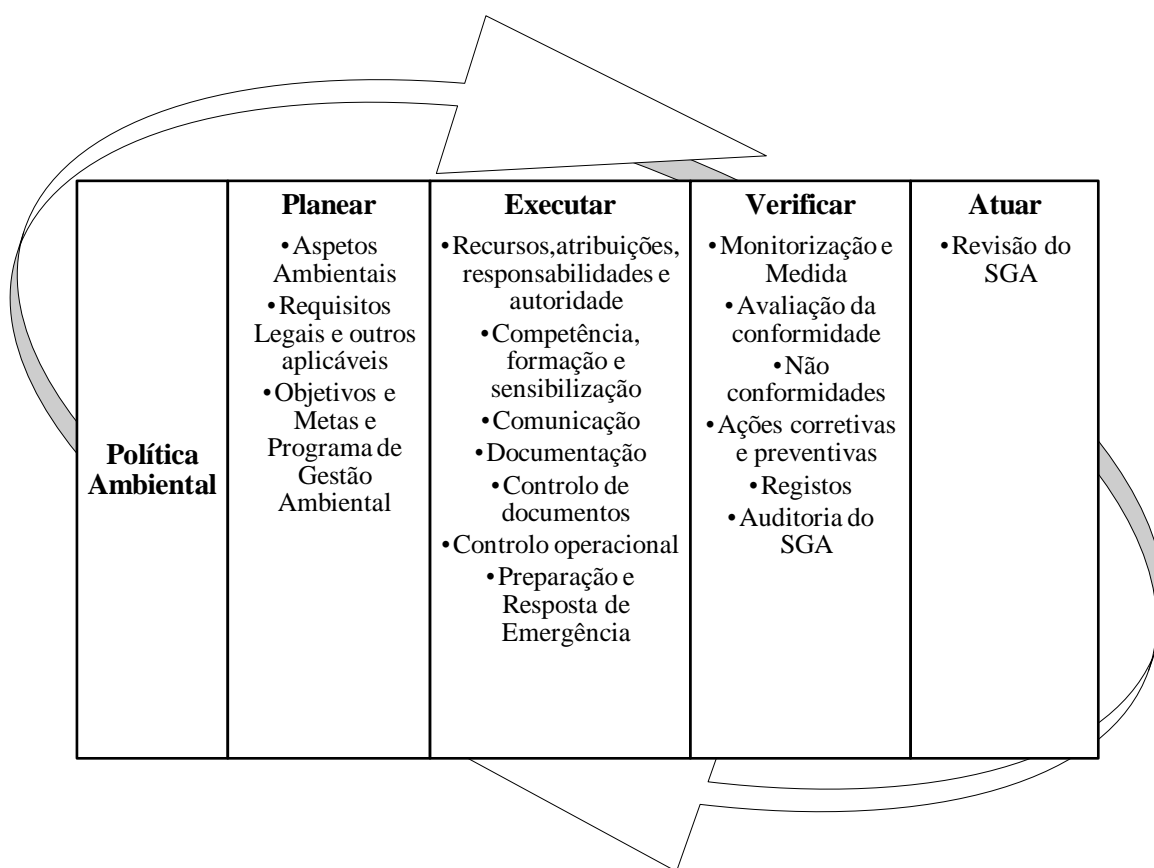 Política
Ambiental
Planear
•Aspetos
Ambientais
•Requisitos
Legais e outros
aplicáveis
•Objetivos e
Metas e
Programa de
Gestão
Ambiental
Executar
•Recursos,atribuições,
responsabilidades e
autoridade
•Competência,
formação e
sensibilização
•Comunicação
•Documentação
•Controlo de
documentos
•Controlo operacional
•Preparação e
Resposta de
Emergência
Verificar
•Monitorização e
Medida
•Avaliação da
conformidade
•Não
conformidades
•Ações corretivas
e preventivas
•Registos
•Auditoria do
SGA
Atuar
•Revisão do
SGA